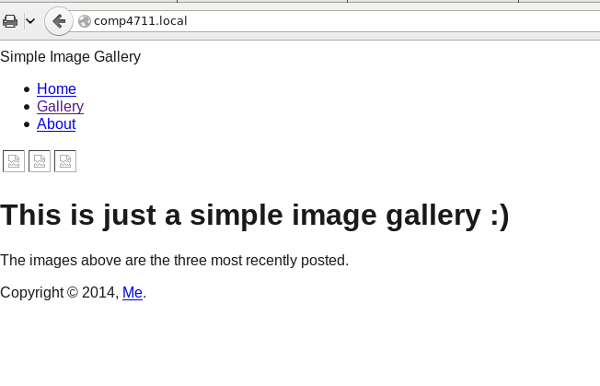 comp4711.local
Simple Image Gallery
Home
Gallery
About
This is just a simple image gallery :)
The images above are the three most recently posted.
Copyright © 2014, Me.